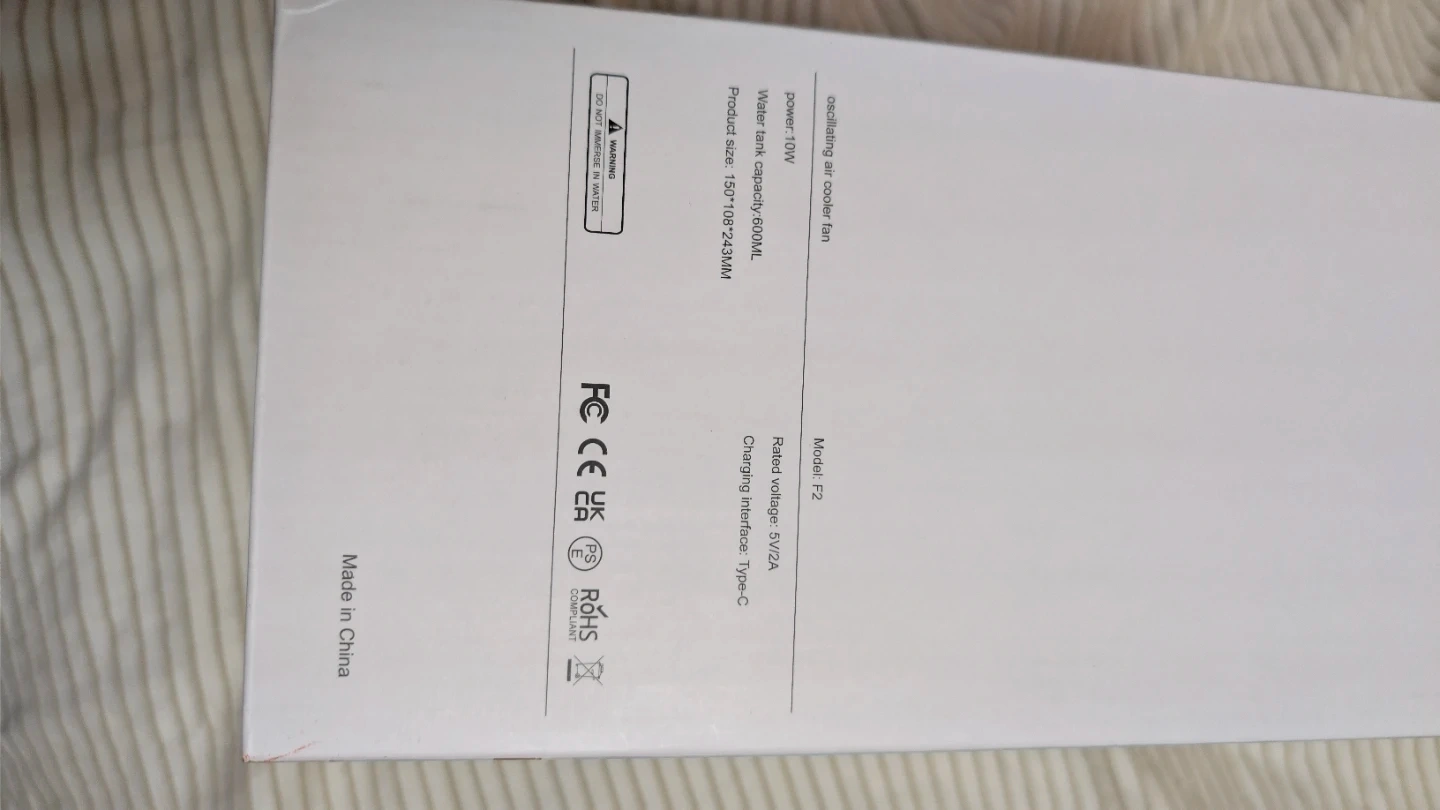 oscillating air cooler fan
Model: F2
power:10W
Rated voltage: 5V/2A
Water tank capacity:600ML
Charging interface: Type-C
Product size: 150*108*243MM
WARNING
DO NOT IMMERSE IN WATER
FC CE UK
CA
PS
E
RoHS
COMPLIANT
Made in China